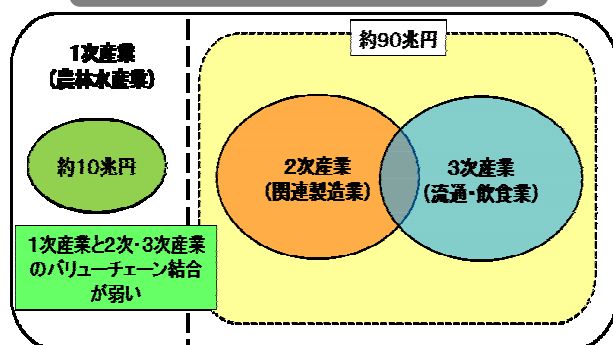 1次産業
(農林水産業)
約10兆円
1次産業と2次・3次産業
のバリューチェーン結合
が弱い
約90兆円
2次産業
(関連製造業)
3次産業
(流通・飲食業)